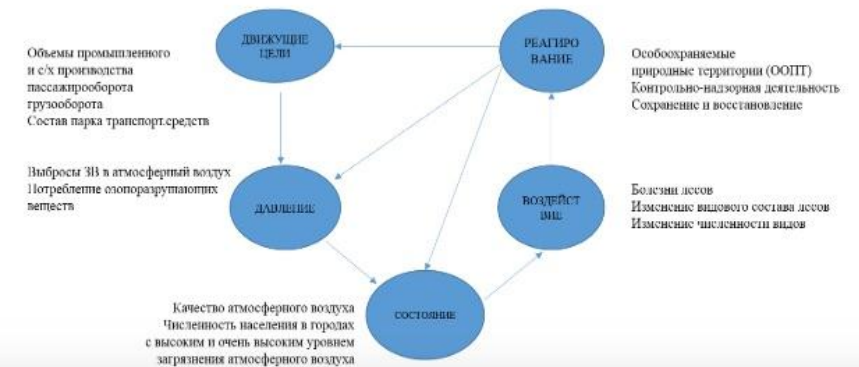 ДВИЖУЩИЕ
ЦЕЛИ
РЕАГИРО
ВАНИЕ
Объемы промышленного
и с/х производства
пассажирооборота
грузооборота
Состав парка транспорт.средств
Особоохраняемые
природные территории (ООПТ)
Контрольно-надзорная деятельность
Сохранение и восстановление
Выбросы ЗВ в атмосферный воздух
Потребление озопоразрушающих
веществ
ДАВЛЕНИЕ
ВОЗДЕЙСТ
ВИЕ
Болезни лесов
Изменение видового состава лесов
Изменение численности видов
Качество атмосферного воздуха
Численность населения в городах
с высоким и очень высоким уровнем
загрязнения атмосферного воздуха
СОСТОЯНИЕ